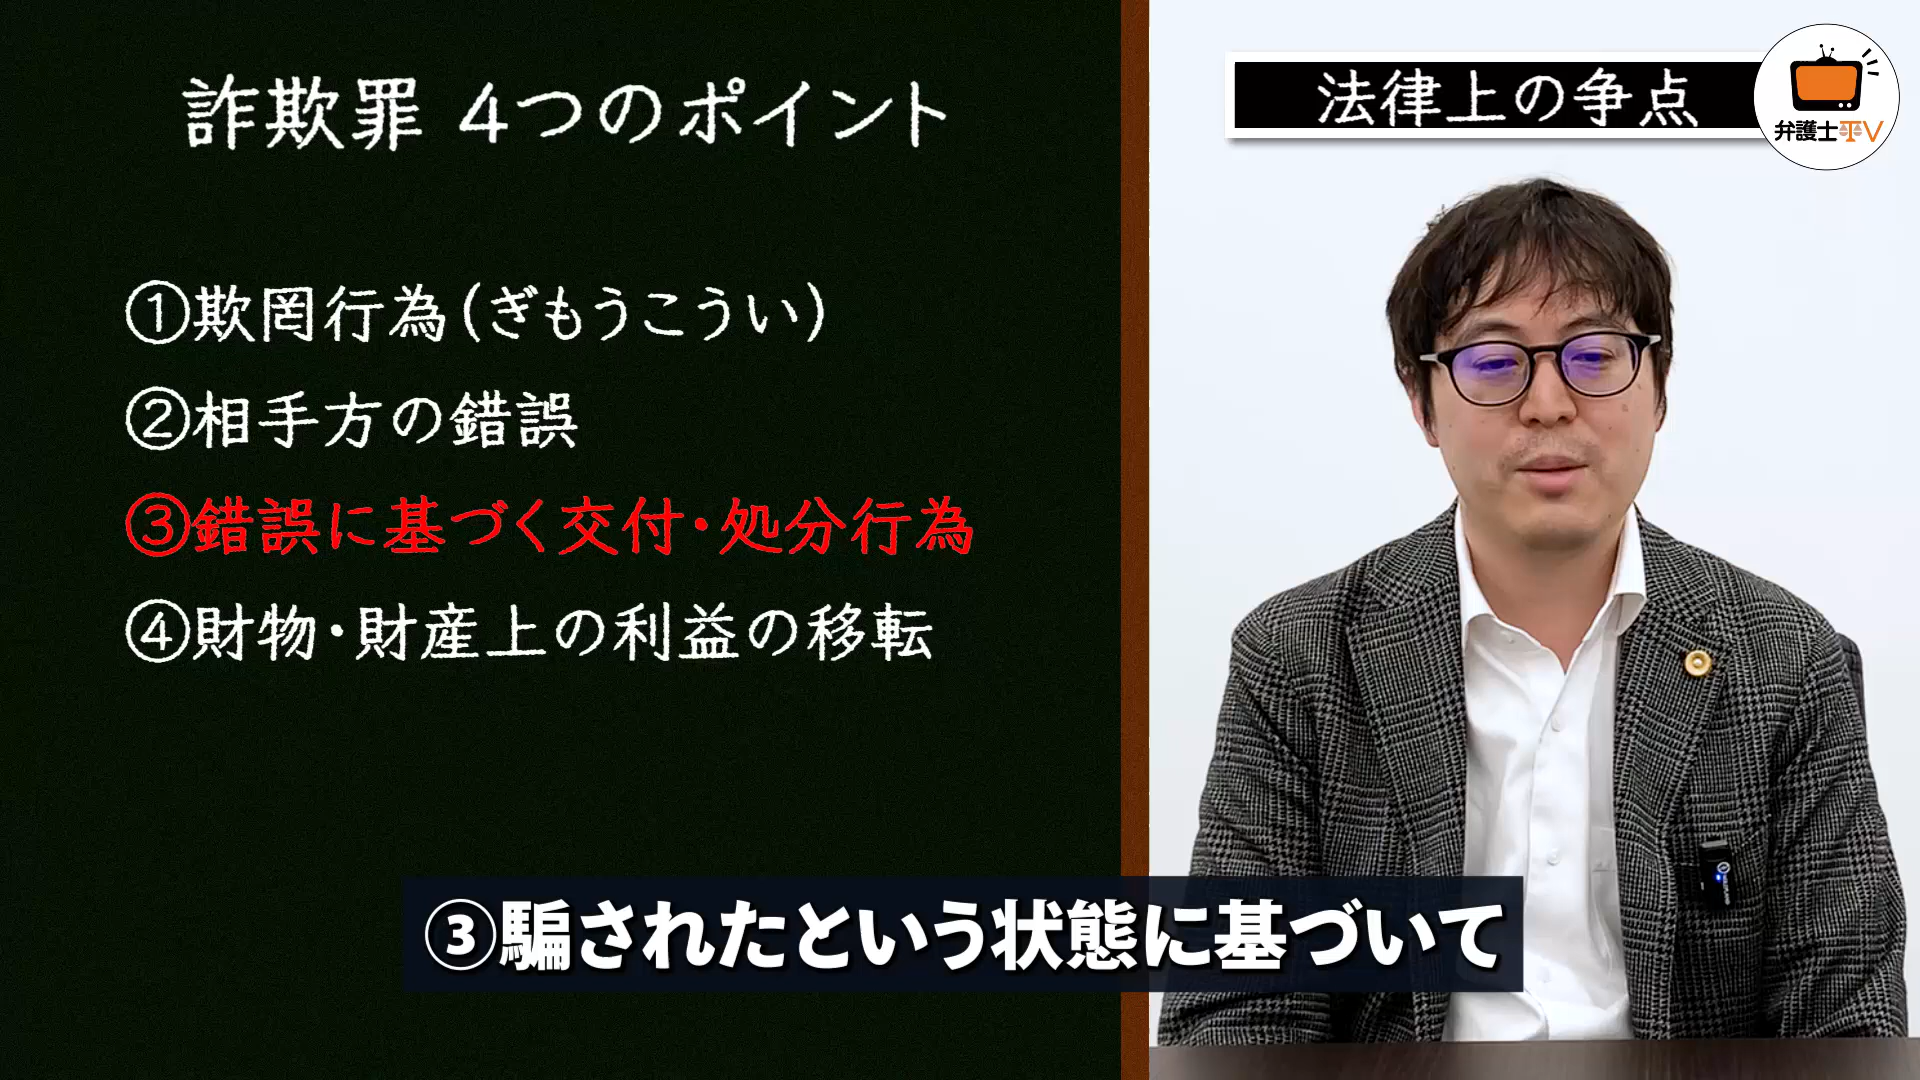 詐欺罪 4つのポイント
①欺罔行為(ぎもうこうい)
②相手方の錯誤
③錯誤に基づく交付・処分行為
④財物・財産上の利益の移転
法律上の争点
弁護士平V
③騙されたという状態に基づいて